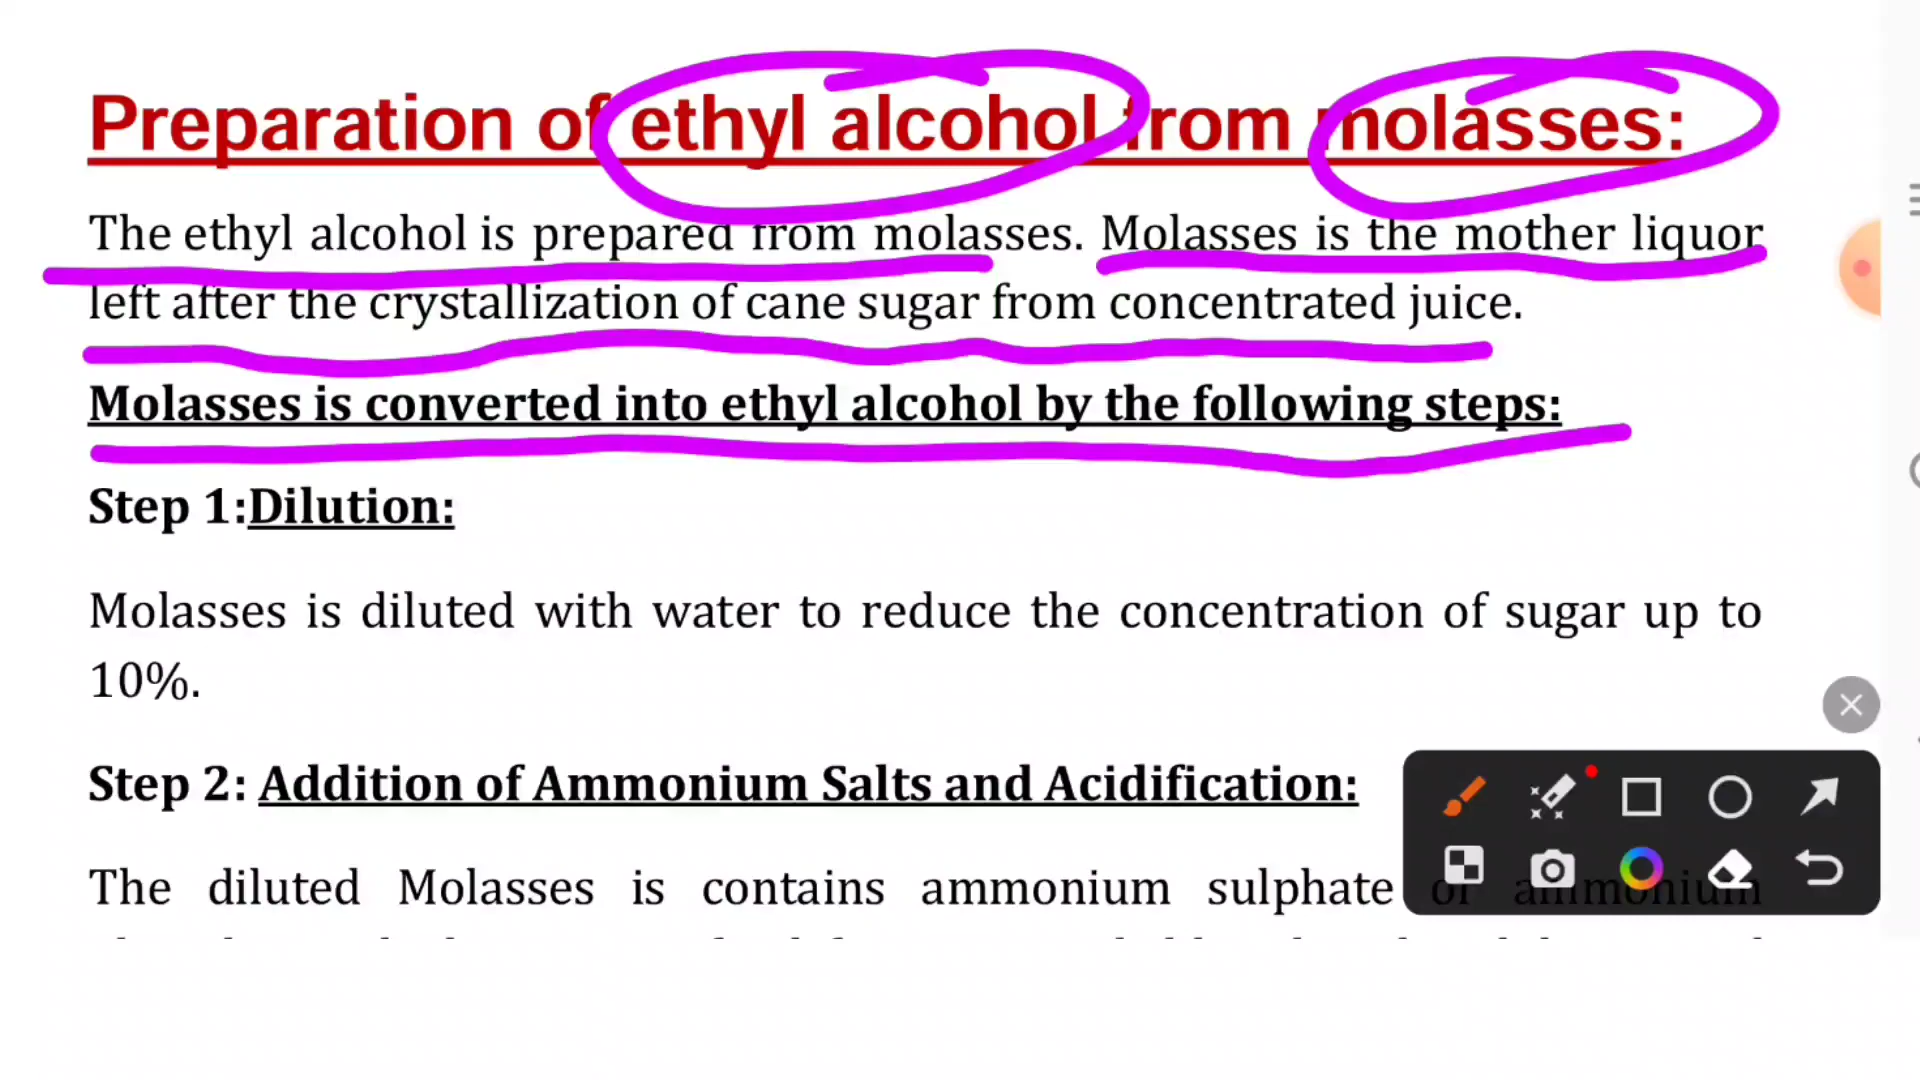 Preparation of ethyl alcohol from molasses:
The ethyl alcohol is prepared from molasses. Molasses is the mother liquor
left after the crystallization of cane sugar from concentrated juice.
Molasses is converted into ethyl alcohol by the following steps:
Step 1:Dilution:
Molasses is diluted with water to reduce the concentration of sugar up to
10%.
Step 2: Addition of Ammonium Salts and Acidification:
The diluted Molasses is contains ammonium sulphate or ammonium